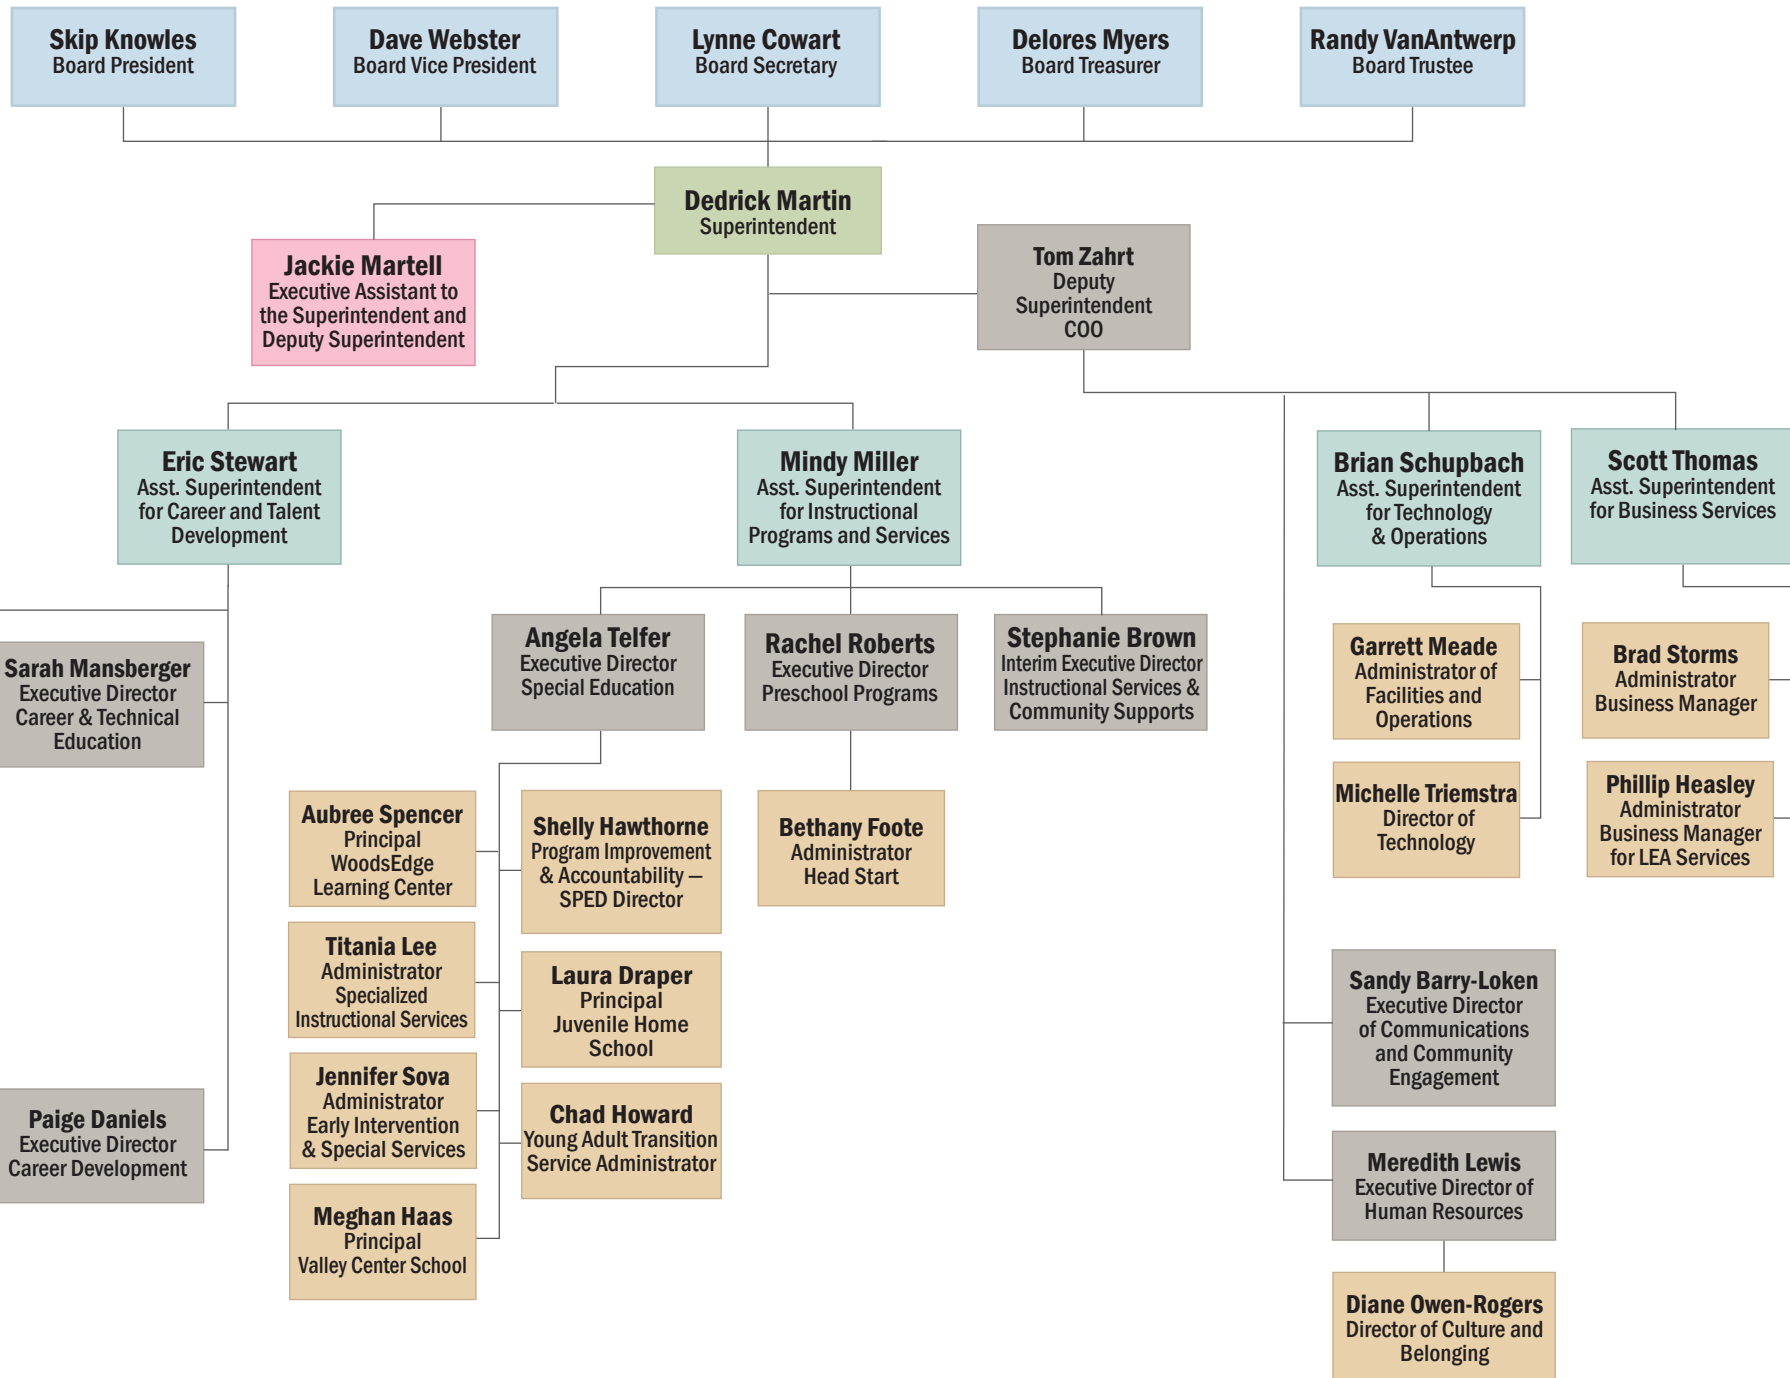 Skip Knowles
Board President
Dave Webster
Board Vice President
Lynne Cowart
Board Secretary
Delores Myers
Board Treasurer
Randy VanAntwerp
Board Trustee
Dedrick Martin
Superintendent
Jackie Martell
Executive Assistant to
the Superintendent and
Deputy Superintendent
Tom Zahrt
Deputy
Superintendent
COO
Eric Stewart
Asst. Superintendent
for Career and Talent
Development
Mindy Miller
Asst. Superintendent
for Instructional
Programs and Services
Brian Schupbach
Asst. Superintendent
for Technology
& Operations
Scott Thomas
Asst. Superintendent
for Business Services
Sarah Mansberger
Executive Director
Career & Technical
Education
Angela Telfer
Executive Director
Special Education
Rachel Roberts
Executive Director
Preschool Programs
Stephanie Brown
Interim Executive Director
Instructional Services &
Community Supports
Garrett Meade
Administrator of
Facilities and
Operations
Brad Storms
Administrator
Business Manager
Michelle Triemstra
Director of
Technology
Phillip Heasley
Administrator
Business Manager
for LEA Services
Aubree Spencer
Principal
WoodsEdge
Learning Center
Shelly Hawthorne
Program Improvement
& Accountability —
SPED Director
Bethany Foote
Administrator
Head Start
Titania Lee
Administrator
Specialized
Instructional Services
Laura Draper
Principal
Juvenile Home
School
Sandy Barry-Loken
Executive Director
of Communications
and Community
Engagement
Jennifer Sova
Administrator
Early Intervention
& Special Services
Chad Howard
Young Adult Transition
Service Administrator
Paige Daniels
Executive Director
Career Development
Meredith Lewis
Executive Director of
Human Resources
Meghan Haas
Principal
Valley Center School
Diane Owen-Rogers
Director of Culture and
Belonging